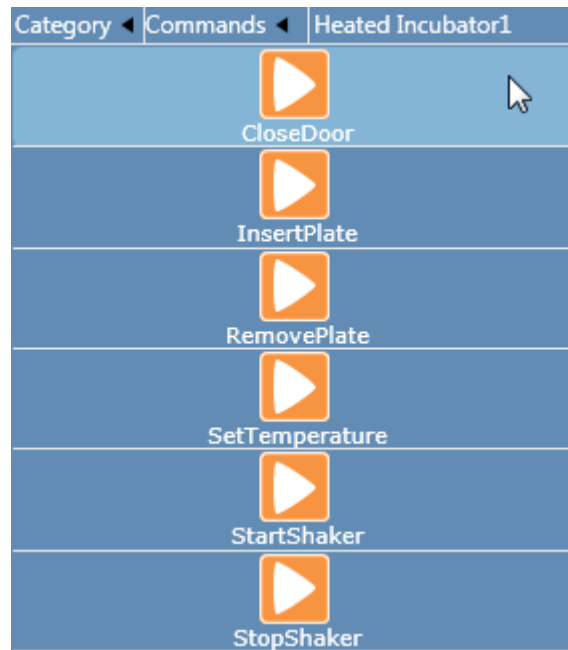 Category Commands Heated Incubator1
CloseDoor
InsertPlate
RemovePlate
SetTemperature
StartShaker
StopShaker